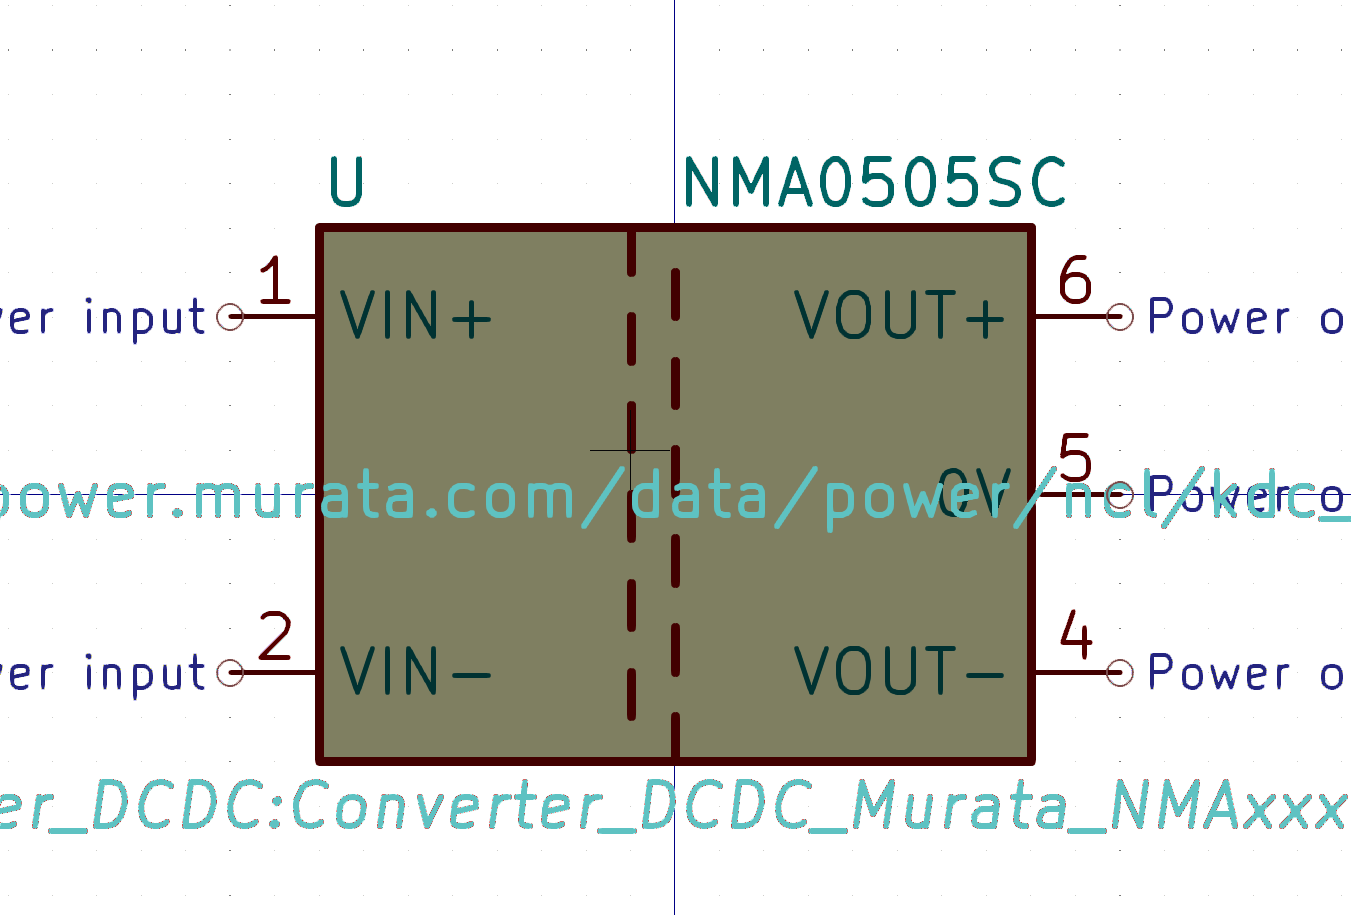 U NMA0505SC
1 6
ver input VIN+ VOUT+ Power o
5
power.murata.com/data/power/ncl/kdc_ 0V Power o
2 4
ver input VIN- VOUT- Power o
er_DCDC:Converter_DCDC_Murata_NMAxxx